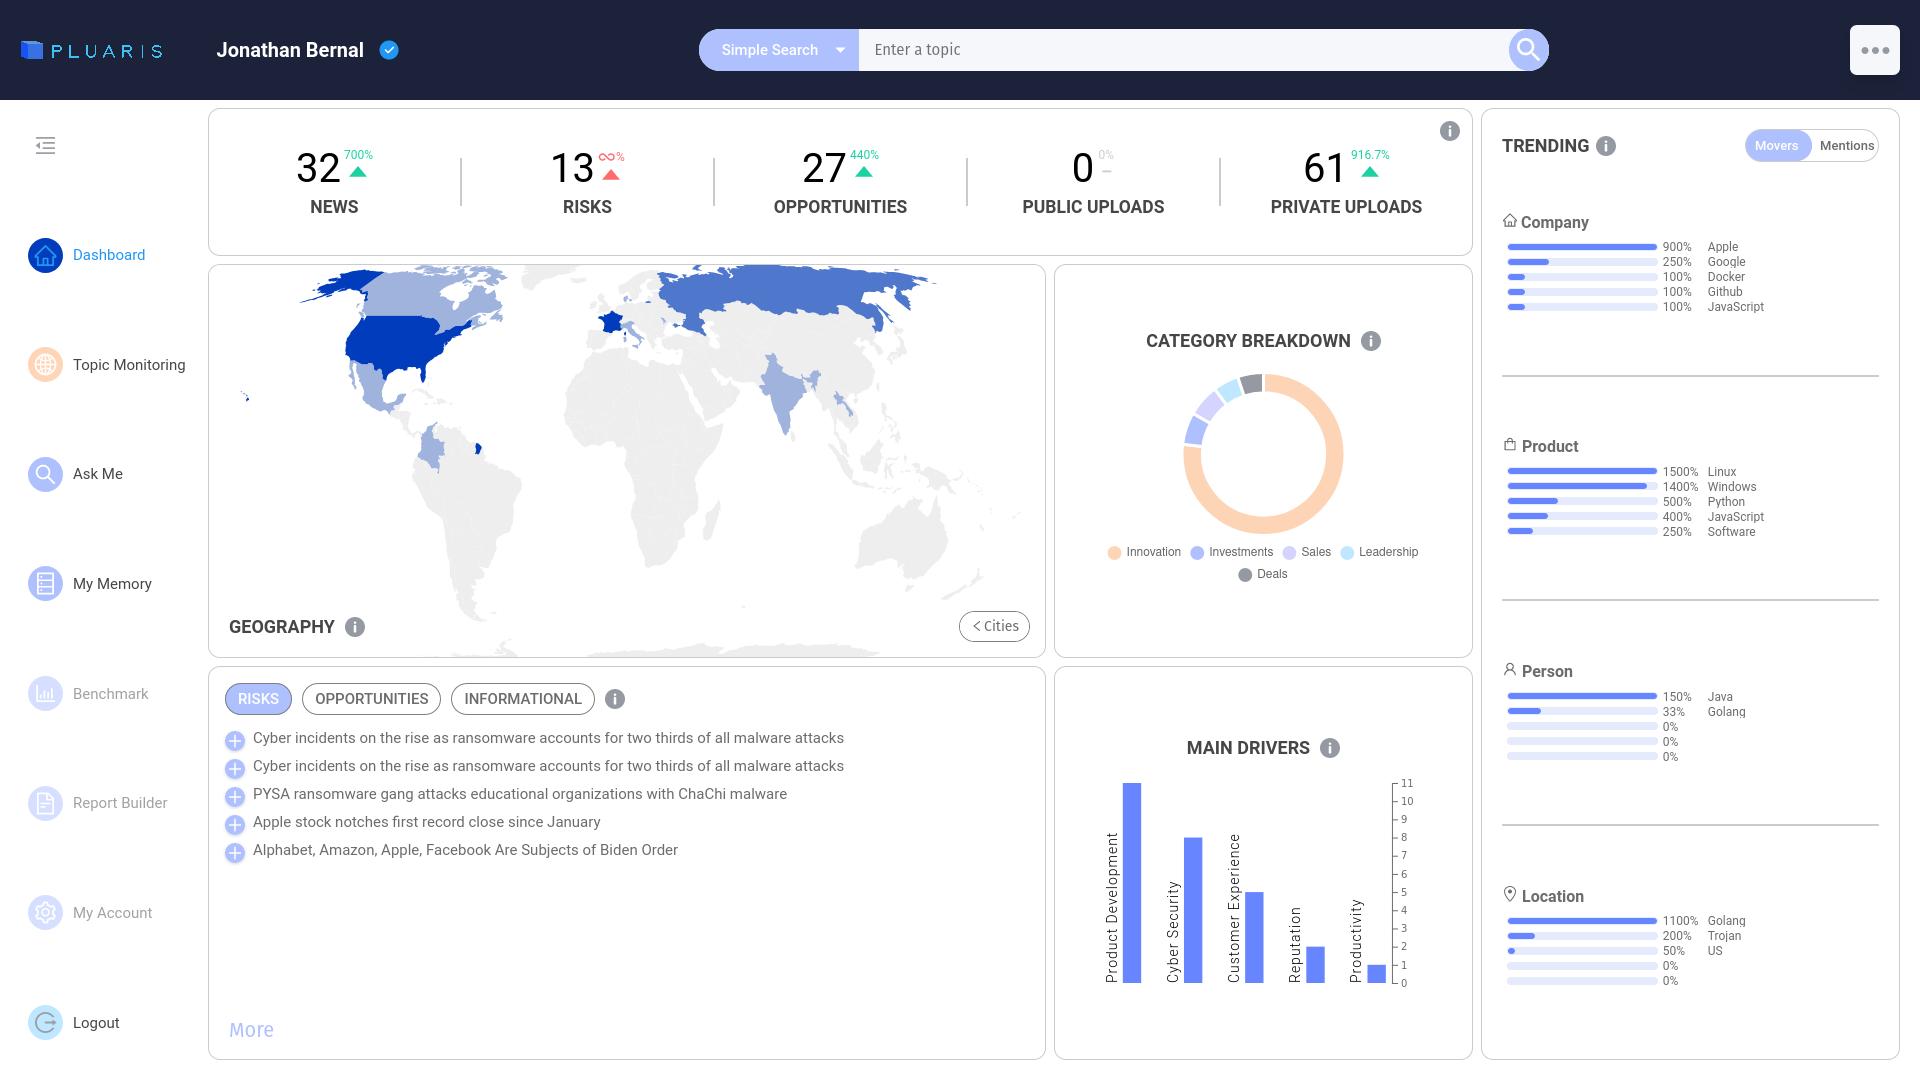 PLUARIS
Jonathan Bernal
Simple Search
Enter a topic
Dashboard
Topic Monitoring
Ask Me
My Memory
Benchmark
Report Builder
My Account
Logout
32 700%
NEWS
13 ∞%
RISKS
27 440%
OPPORTUNITIES
0 0%
PUBLIC UPLOADS
61 916.7%
PRIVATE UPLOADS
GEOGRAPHY
< Cities
CATEGORY BREAKDOWN
Innovation Investments Sales Leadership
Deals
RISKS OPPORTUNITIES INFORMATIONAL
Cyber incidents on the rise as ransomware accounts for two thirds of all malware attacks
Cyber incidents on the rise as ransomware accounts for two thirds of all malware attacks
PYSA ransomware gang attacks educational organizations with ChaChi malware
Apple stock notches first record close since January
Alphabet, Amazon, Apple, Facebook Are Subjects of Biden Order
More
MAIN DRIVERS
Product Development
Cyber Security
Customer Experience
Reputation
Productivity
11
10
9
8
7
6
5
4
3
2
1
0
TRENDING
Movers Mentions
Company
900% Apple
250% Google
100% Docker
100% Github
100% JavaScript
Product
1500% Linux
1400% Windows
500% Python
400% JavaScript
250% Software
Person
150% Java
33% Golang
0%
0%
0%
Location
1100% Golang
200% Trojan
50% US
0%
0%